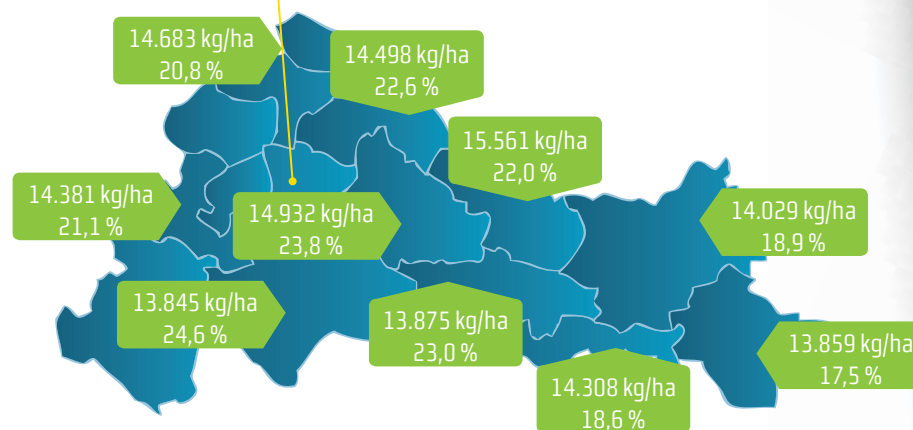 14.683 kg/ha
20,8 %
14.498 kg/ha
22,6 %
15.561 kg/ha
22,0 %
14.381 kg/ha
21,1 %
14.932 kg/ha
23,8 %
14.029 kg/ha
18,9 %
13.845 kg/ha
24,6 %
13.875 kg/ha
23,0 %
13.859 kg/ha
17,5 %
14.308 kg/ha
18,6 %